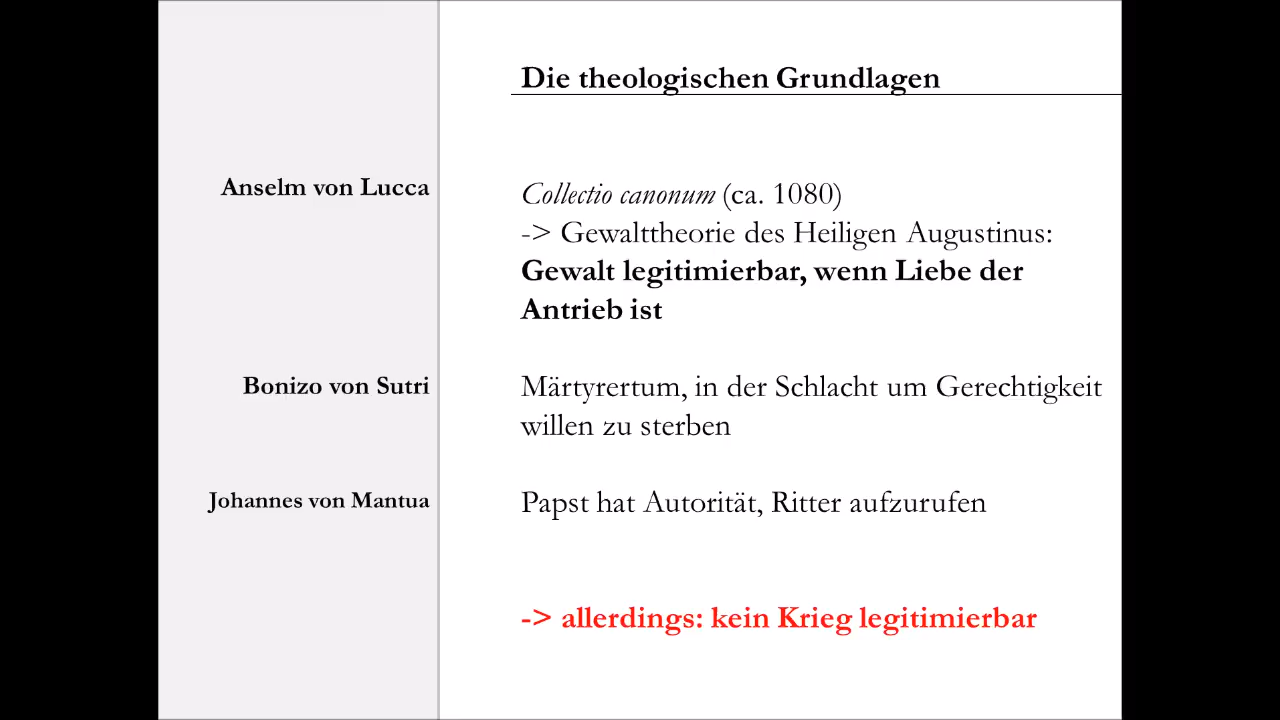 Die theologischen Grundlagen
Anselm von Lucca
Collectio canonum (ca. 1080)
-> Gewalttheorie des Heiligen Augustinus:
Gewalt legitimierbar, wenn Liebe der
Antrieb ist
Bonizo von Sutri
Märtyrertum, in der Schlacht um Gerechtigkeit
willen zu sterben
Johannes von Mantua
Papst hat Autorität, Ritter aufzurufen
-> allerdings: kein Krieg legitimierbar